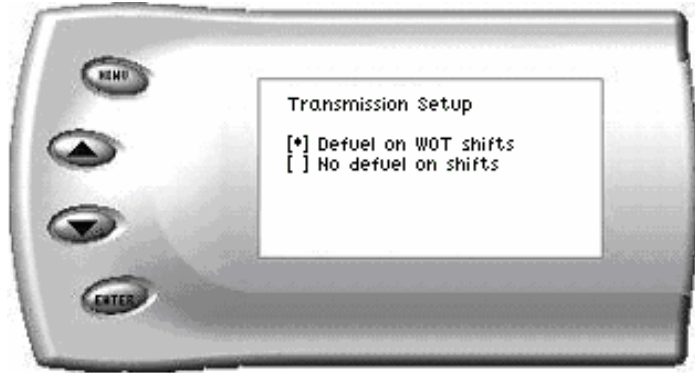 MENU
Transmission Setup
[*] Defuel on WOT shifts
[ ] No defuel on shifts
ENTER